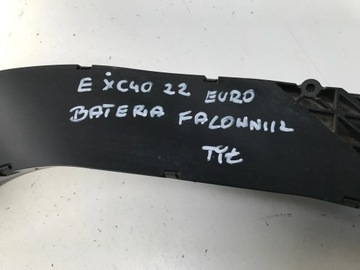 E XC40 22 EURO
BATERIA FALOWNIK
TYŁ